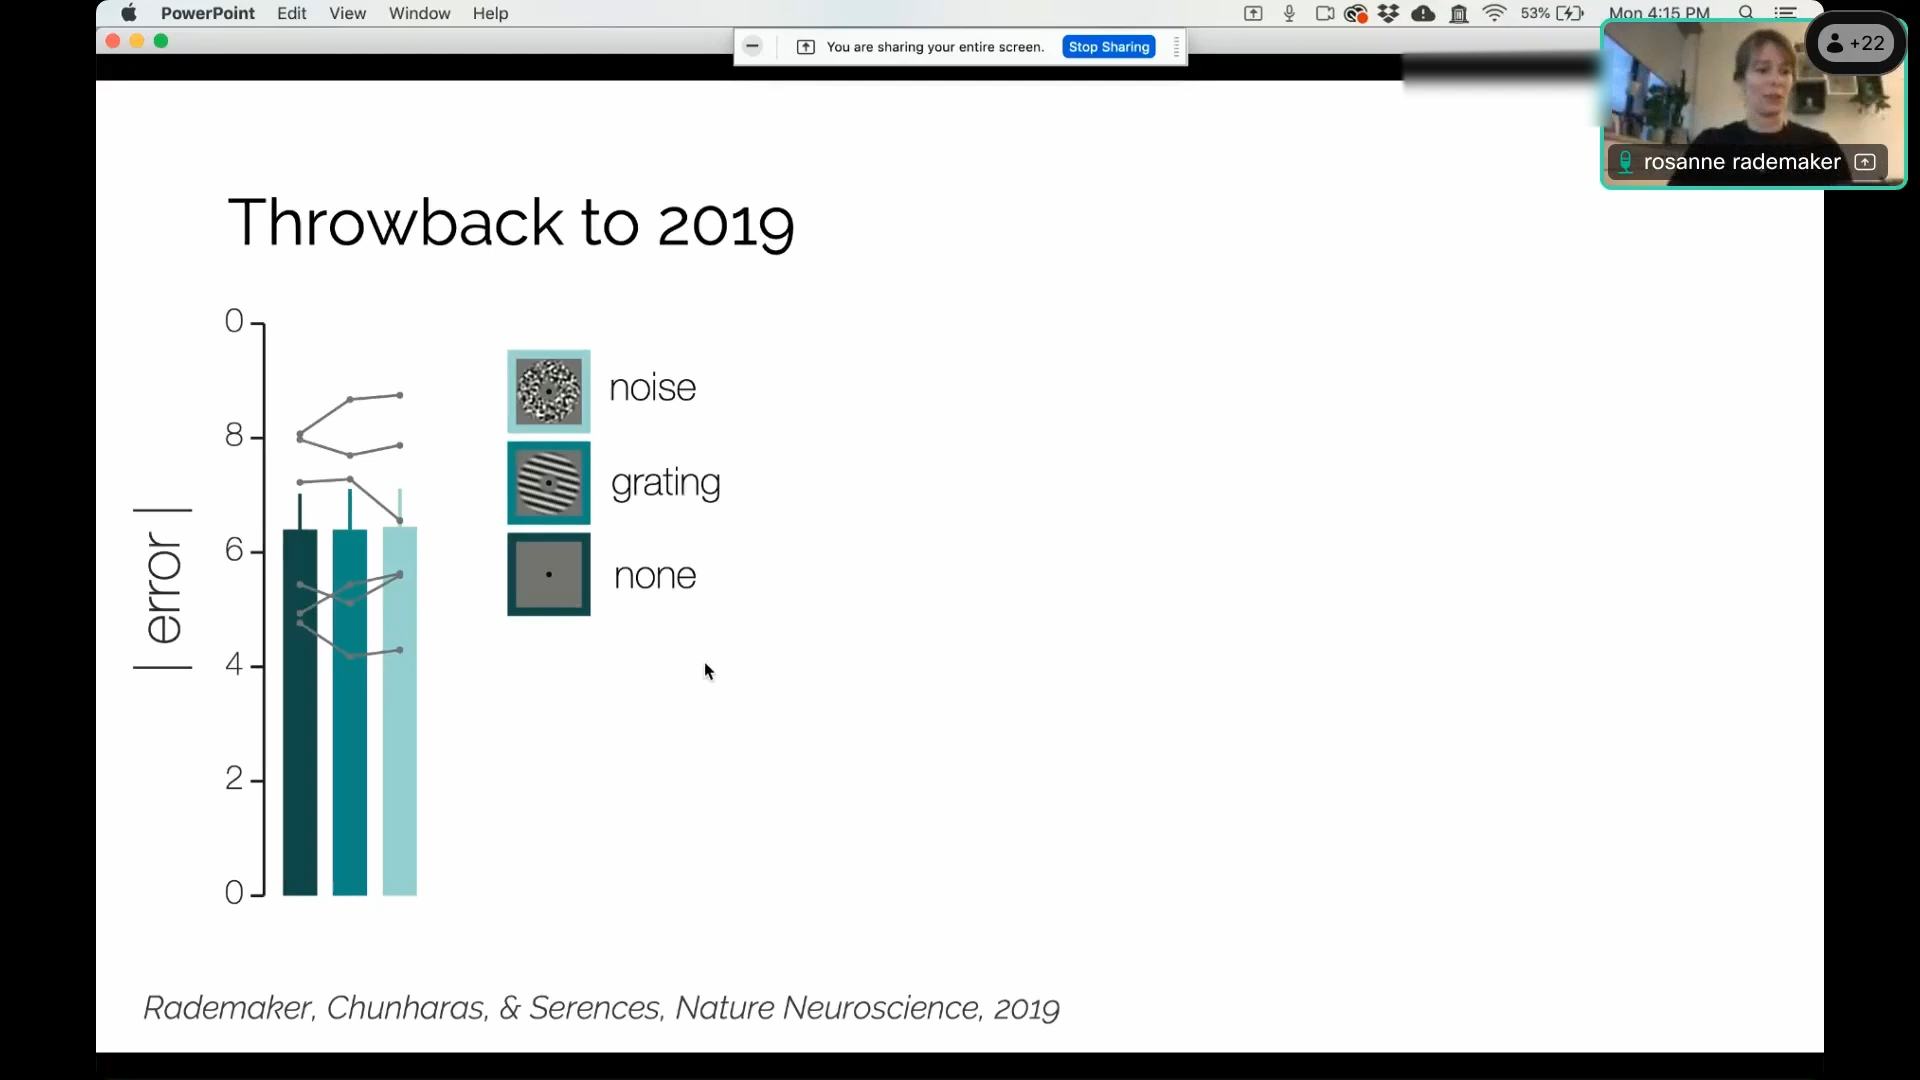 PowerPoint Edit View Window Help
53% Mon 4:15 PM
You are sharing your entire screen. Stop Sharing
+22
rosanne rademaker
Throwback to 2019
0
8
6
4
2
0
| error |
noise
grating
none
Rademaker, Chunharas, & Serences, Nature Neuroscience, 2019